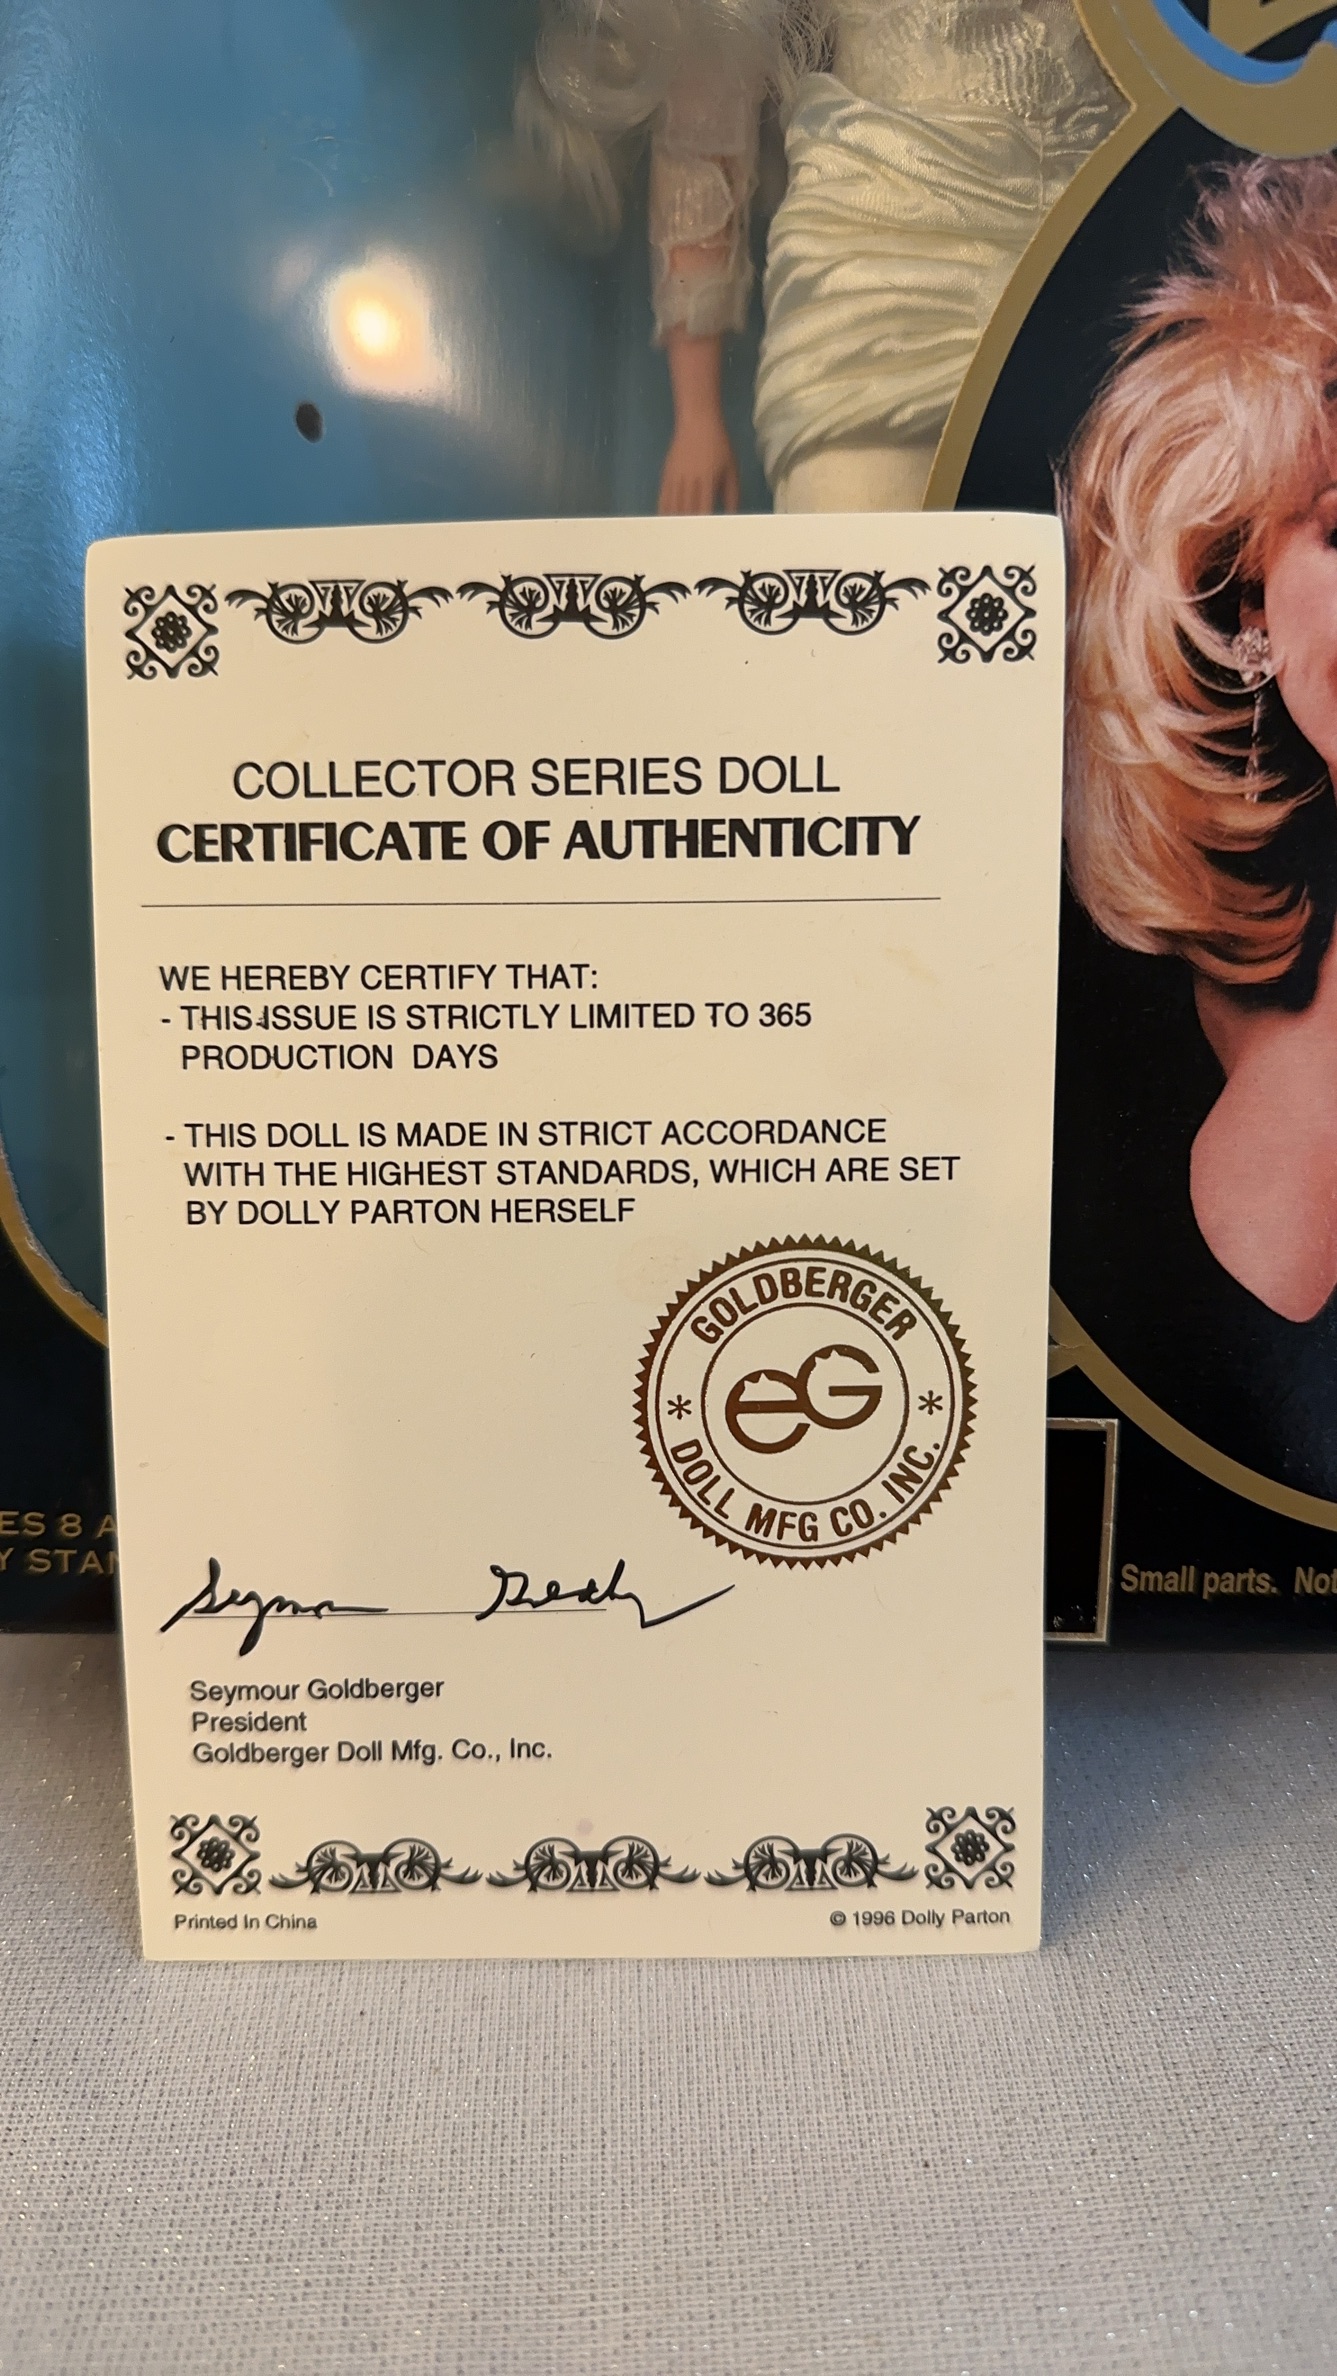 COLLECTOR SERIES DOLL
CERTIFICATE OF AUTHENTICITY
WE HEREBY CERTIFY THAT:
- THIS ISSUE IS STRICTLY LIMITED TO 365
PRODUCTION DAYS
- THIS DOLL IS MADE IN STRICT ACCORDANCE
WITH THE HIGHEST STANDARDS, WHICH ARE SET
BY DOLLY PARTON HERSELF
GOLDBERGER
eG
* *
DOLL MFG CO. INC.
ES 8 A
Y STAN
Small parts. Not
Seymour Goldberger
President
Goldberger Doll Mfg. Co., Inc.
Printed In China
© 1996 Dolly Parton